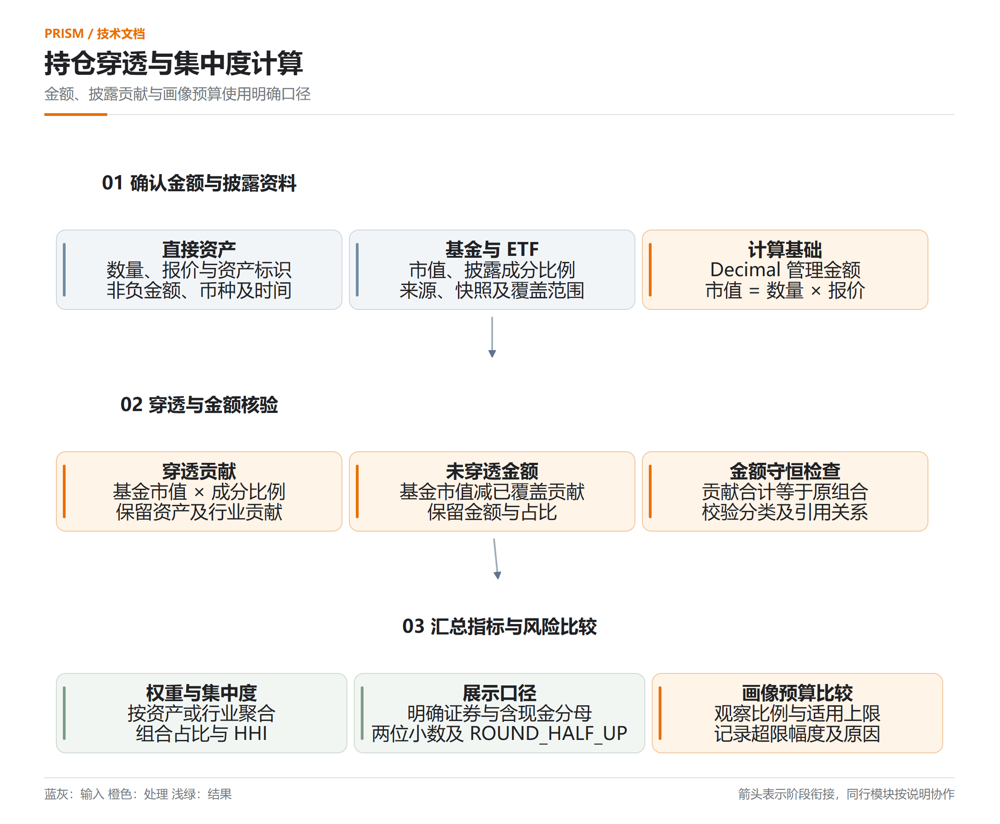 PRISM / 技术文档
持仓穿透与集中度计算
金额、披露贡献与画像预算使用明确口径
01 确认金额与披露资料
直接资产
数量、报价与资产标识
非负金额、币种及时间
基金与 ETF
市值、披露成分比例
来源、快照及覆盖范围
计算基础
Decimal 管理金额
市值 = 数量 × 报价
02 穿透与金额核验
穿透贡献
基金市值 × 成分比例
保留资产及行业贡献
未穿透金额
基金市值减已覆盖贡献
保留金额与占比
金额守恒检查
贡献合计等于原组合
校验分类及引用关系
03 汇总指标与风险比较
权重与集中度
按资产或行业聚合
组合占比与 HHI
展示口径
明确证券与含现金分母
两位小数及 ROUND_HALF_UP
画像预算比较
观察比例与适用上限
记录超限幅度及原因
蓝灰：输入 橙色：处理 浅绿：结果
箭头表示阶段衔接，同行模块按说明协作